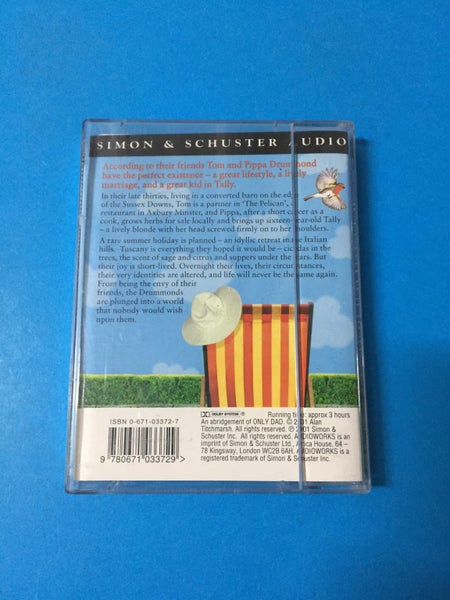 SIMON & SCHUSTER AUDIO
According to their friends Tom and Pippa Drummond
have the perfect existence – a great lifestyle, a lively
marriage, and a great kid in Tally.
In their late thirties, living in a converted barn on the edge
of the Sussex Downs, Tom is a partner in 'The Pelican', a
restaurant in Axbury Minster, and Pippa, after a short career as a
cook, grows herbs for sale locally and brings up sixteen-year-old Tally
– a lively blonde with her head screwed firmly on to her shoulders.
A rare summer holiday is planned – an idyllic retreat in the Italian
hills. Tuscany is everything they hoped it would be – cicadas in the
trees, the scent of sage and citrus and suppers under the stars. But
their joy is short-lived. Overnight their lives, their circumstances,
their very identities are altered, and life will never be the same again.
From being the envy of their
friends, the Drummonds
are plunged into a world
that nobody would wish
upon them.
ISBN 0-671-03372-7
9 780671 033729 >
DOLBY SYSTEM
Running time: approx 3 hours
An abridgement of ONLY DAD. © 2001 Alan
Titchmarsh. All rights reserved. ℗ 2001 Simon &
Schuster Inc. All rights reserved. AUDIOWORKS is an
imprint of Simon & Schuster Ltd., Africa House, 64 –
78 Kingsway, London WC2B 6AH. AUDIOWORKS is a
registered trademark of Simon & Schuster Inc.